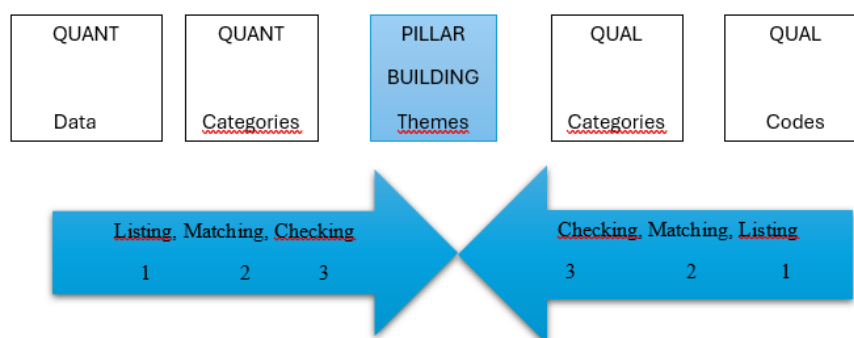 QUANT
Data
QUANT
Categories
PILLAR
BUILDING
Themes
QUAL
Categories
QUAL
Codes
Listing, Matching, Checking
1 2 3
Checking, Matching, Listing
3 2 1